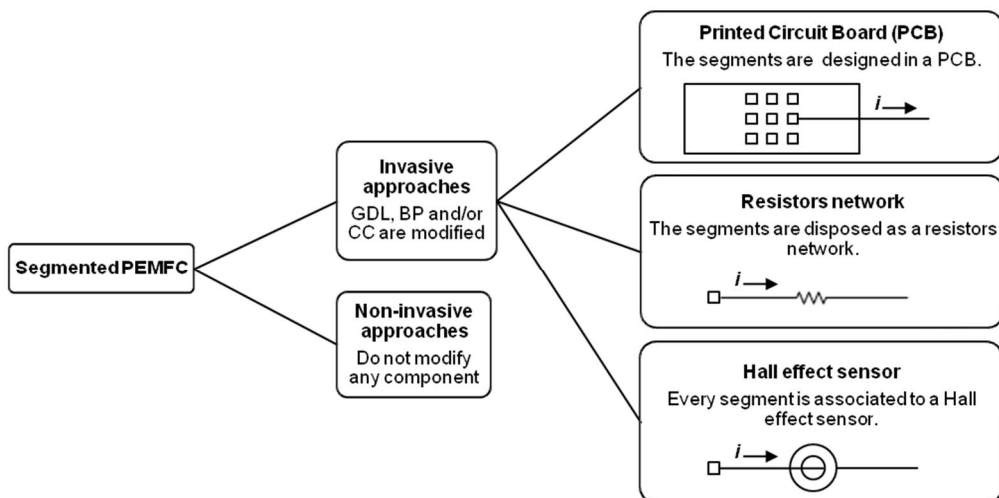 Segmented PEMFC
Invasive
approaches
GDL, BP and/or
CC are modified
Non-invasive
approaches
Do not modify
any component
Printed Circuit Board (PCB)
The segments are designed in a PCB.
i
Resistors network
The segments are disposed as a resistors
network.
i
Hall effect sensor
Every segment is associated to a Hall
effect sensor.
i